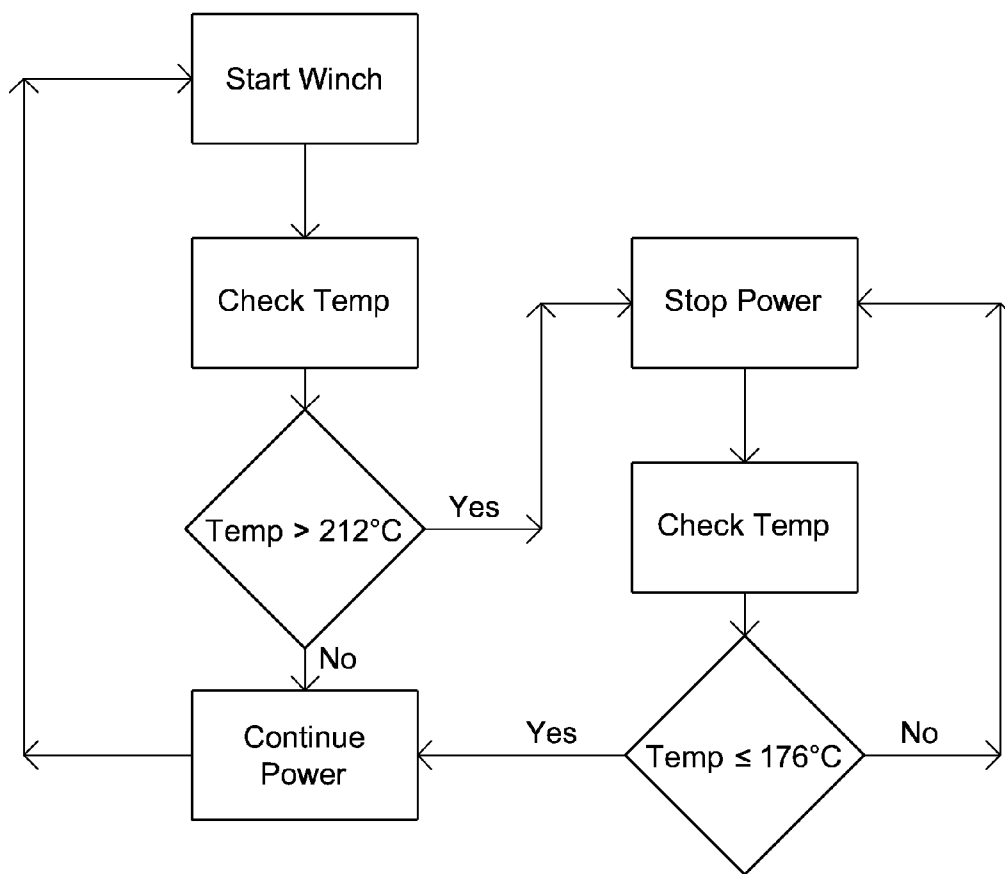 Start Winch
Check Temp
Stop Power
Yes
Temp > 212°C
Check Temp
No
Continue
Power
Yes
Temp ≤ 176°C
No